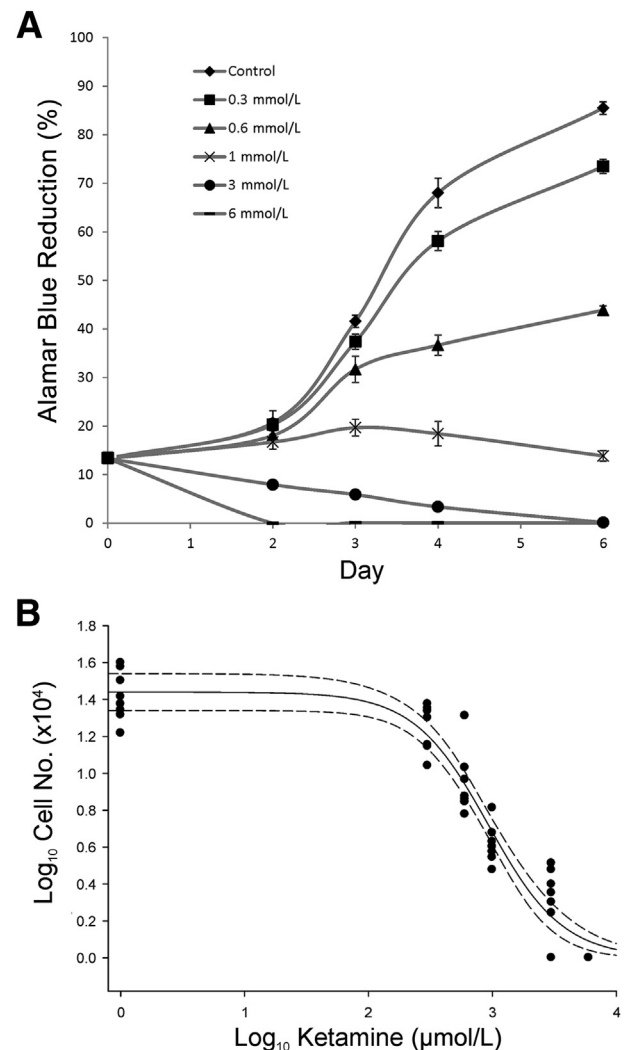 A
100
90
80
70
60
50
40
30
20
10
0
Alamar Blue Reduction (%)
Control
0.3 mmol/L
0.6 mmol/L
1 mmol/L
3 mmol/L
6 mmol/L
0 1 2 3 4 5 6
Day
B
1.8
1.6
1.4
1.2
1.0
0.8
0.6
0.4
0.2
0.0
Log₁₀ Cell No. (x10⁴)
0 1 2 3 4
Log₁₀ Ketamine (µmol/L)